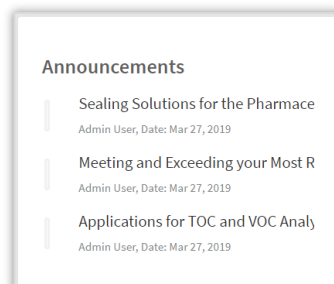 Announcements
Sealing Solutions for the Pharmace
Admin User, Date: Mar 27, 2019
Meeting and Exceeding your Most R
Admin User, Date: Mar 27, 2019
Applications for TOC and VOC Analy
Admin User, Date: Mar 27, 2019